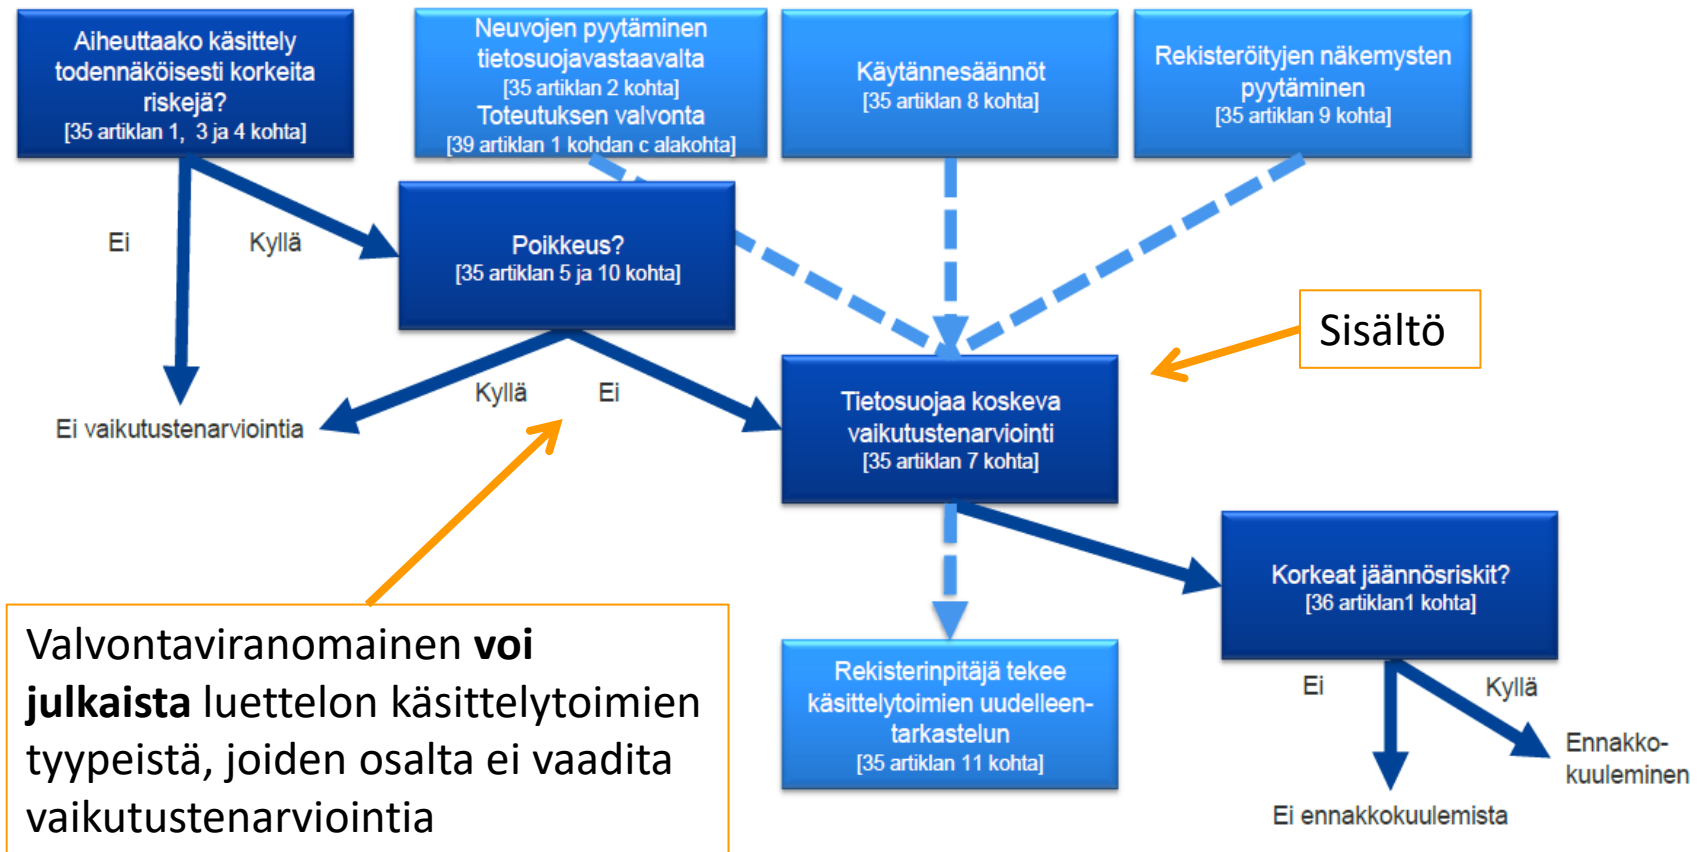 Aiheuttaako käsittely
todennäköisesti korkeita
riskejä?
[35 artiklan 1, 3 ja 4 kohta]
Neuvojen pyytäminen
tietosuojavastaavalta
[35 artiklan 2 kohta]
Toteutuksen valvonta
[39 artiklan 1 kohdan c alakohta]
Käytännesäännöt
[35 artiklan 8 kohta]
Rekisteröityjen näkemysten
pyytäminen
[35 artiklan 9 kohta]
Ei
Kyllä
Poikkeus?
[35 artiklan 5 ja 10 kohta]
Sisältö
Kyllä
Ei
Ei vaikutustenarviointia
Tietosuojaa koskeva
vaikutustenarviointi
[35 artiklan 7 kohta]
Korkeat jäännösriskit?
[36 artiklan1 kohta]
Valvontaviranomainen voi
julkaista luettelon käsittelytoimien
tyypeistä, joiden osalta ei vaadita
vaikutustenarviointia
Rekisterinpitäjä tekee
käsittelytoimien uudelleen-
tarkastelun
[35 artiklan 11 kohta]
Ei
Kyllä
Ennakko-
kuuleminen
Ei ennakkokuulemista